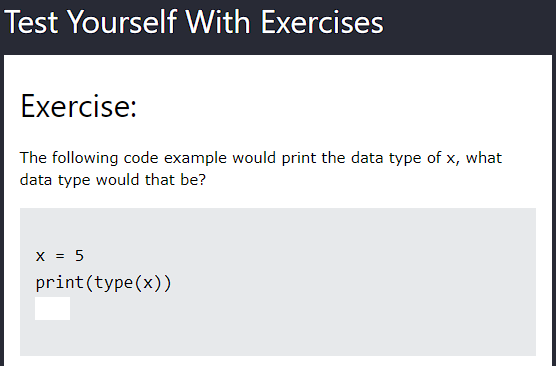 Test Yourself With Exercises
Exercise:
The following code example would print the data type of x, what
data type would that be?
x = 5
print(type(x))